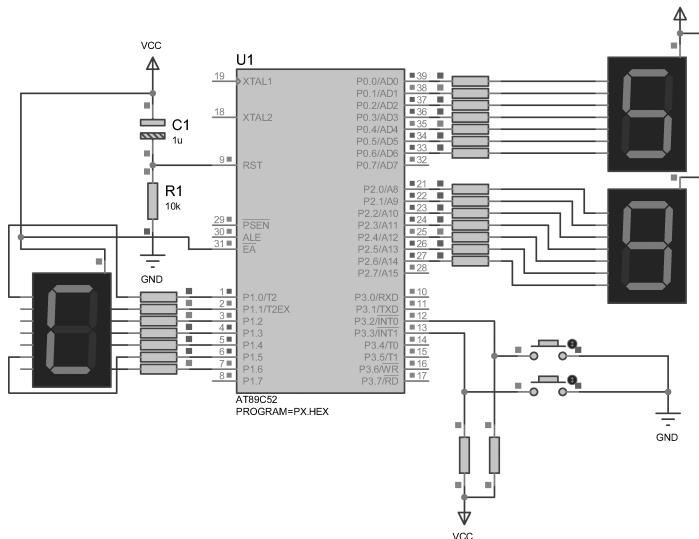 VCC
U1
19 XTAL1
18 XTAL2
9 RST
29 PSEN
30 ALE
31 EA
1 P1.0/T2
2 P1.1/T2EX
3 P1.2
4 P1.3
5 P1.4
6 P1.5
7 P1.6
8 P1.7
P0.0/AD0 39
P0.1/AD1 38
P0.2/AD2 37
P0.3/AD3 36
P0.4/AD4 35
P0.5/AD5 34
P0.6/AD6 33
P0.7/AD7 32
P2.0/A8 21
P2.1/A9 22
P2.2/A10 23
P2.3/A11 24
P2.4/A12 25
P2.5/A13 26
P2.6/A14 27
P2.7/A15 28
P3.0/RXD 10
P3.1/TXD 11
P3.2/INT0 12
P3.3/INT1 13
P3.4/T0 14
P3.5/T1 15
P3.6/WR 16
P3.7/RD 17
AT89C52
PROGRAM=PX.HEX
C1
1u
R1
10k
GND
GND
VCC